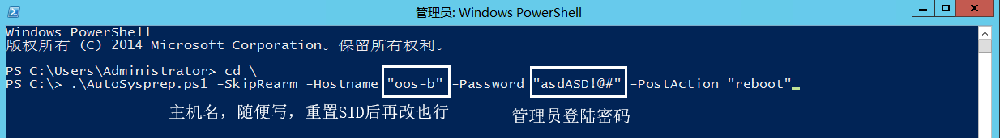 管理员: Windows PowerShell
Windows PowerShell
版权所有 (C) 2014 Microsoft Corporation。保留所有权利。
PS C:\Users\Administrator> cd \
PS C:\> .\AutoSysprep.ps1 -SkipRearm -Hostname "oos-b" -Password "asdASD!@#" -PostAction "reboot"
主机名，随便写，重置SID后再改也行
管理员登陆密码